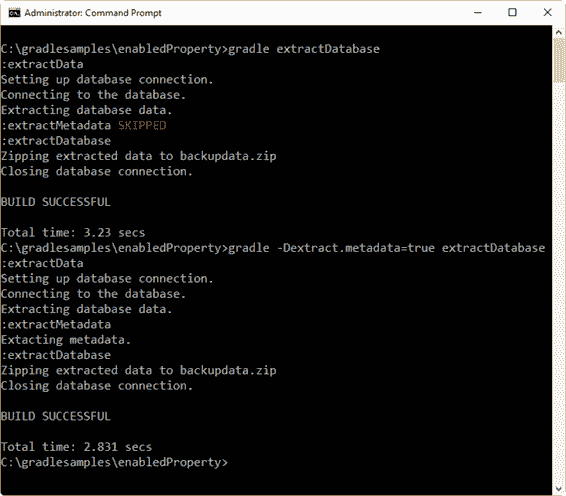 Administrator: Command Prompt
C:\gradlesamples\enabledProperty>gradle extractDatabase
:extractData
Setting up database connection.
Connecting to the database.
Extracting database data.
:extractMetadata SKIPPED
:extractDatabase
Zipping extracted data to backupdata.zip
Closing database connection.
BUILD SUCCESSFUL
Total time: 3.23 secs
C:\gradlesamples\enabledProperty>gradle -Dextract.metadata=true extractDatabase
:extractData
Setting up database connection.
Connecting to the database.
Extracting database data.
:extractMetadata
Extacting metadata.
:extractDatabase
Zipping extracted data to backupdata.zip
Closing database connection.
BUILD SUCCESSFUL
Total time: 2.831 secs
C:\gradlesamples\enabledProperty>